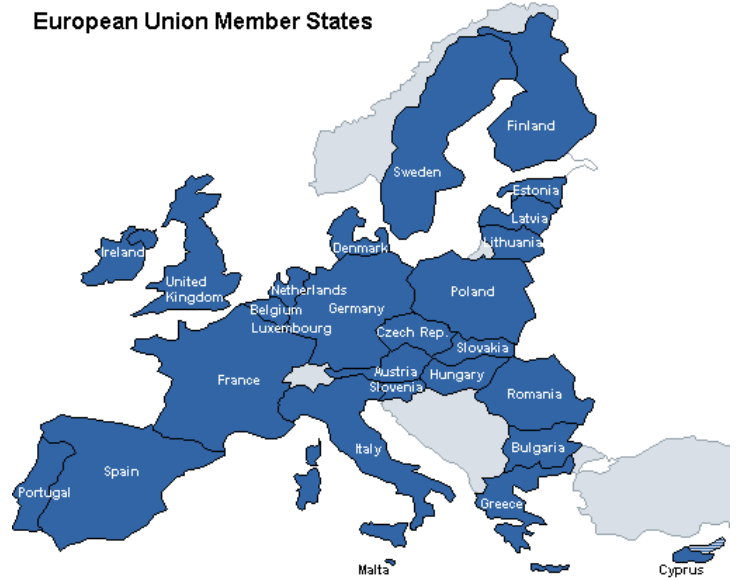 European Union Member States
Finland
Sweden
Estonia
Latvia
Lithuania
Denmark
Ireland
United
Kingdom
Netherlands
Belgium
Luxembourg
Germany
Poland
Czech Rep.
Slovakia
Austria
Hungary
Slovenia
France
Romania
Bulgaria
Italy
Spain
Portugal
Greece
Malta
Cyprus